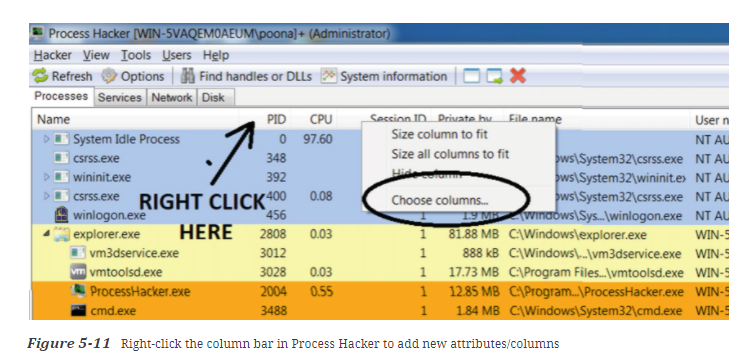 Process Hacker [WIN-5VAQEM0AEUM\poona]+ (Administrator)
Hacker View Tools Users Help
Refresh Options Find handles or DLLs System information
Processes Services Network Disk
Name PID CPU Session ID Private by File name User n
System Idle Process 0 97.60 NT AU
csrss.exe 348 ows\System32\csrss.exe NT AU
wininit.exe 392 ows\System32\wininit.ex NT AU
csrss.exe 400 0.08 ows\System32\csrss.exe NT AU
winlogon.exe 456 1 1.9 MB C:\Windows\Sys...\winlogon.exe NT AU
explorer.exe 2808 0.03 1 81.88 MB C:\Windows\explorer.exe WIN-5
vm3dservice.exe 3012 1 888 kB C:\Windows\...\vm3dservice.exe WIN-5
vmtoolsd.exe 3028 0.03 1 17.73 MB C:\Program Files...\vmtoolsd.exe WIN-5
ProcessHacker.exe 2004 0.55 1 12.85 MB C:\Program...\ProcessHacker.exe WIN-5
cmd.exe 3488 1 1.84 MB C:\Windows\System32\cmd.exe WIN-5
Size column to fit
Size all columns to fit
Hide column
Choose columns...
RIGHT CLICK
HERE
Figure 5-11 Right-click the column bar in Process Hacker to add new attributes/columns